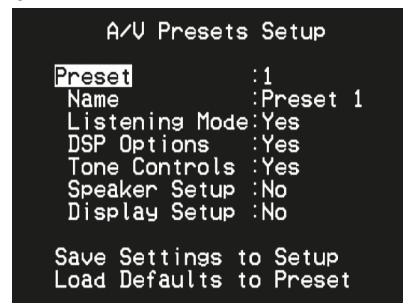 A/V Presets Setup
Preset :1
Name :Preset 1
Listening Mode:Yes
DSP Options :Yes
Tone Controls :Yes
Speaker Setup :No
Display Setup :No
Save Settings to Setup
Load Defaults to Preset